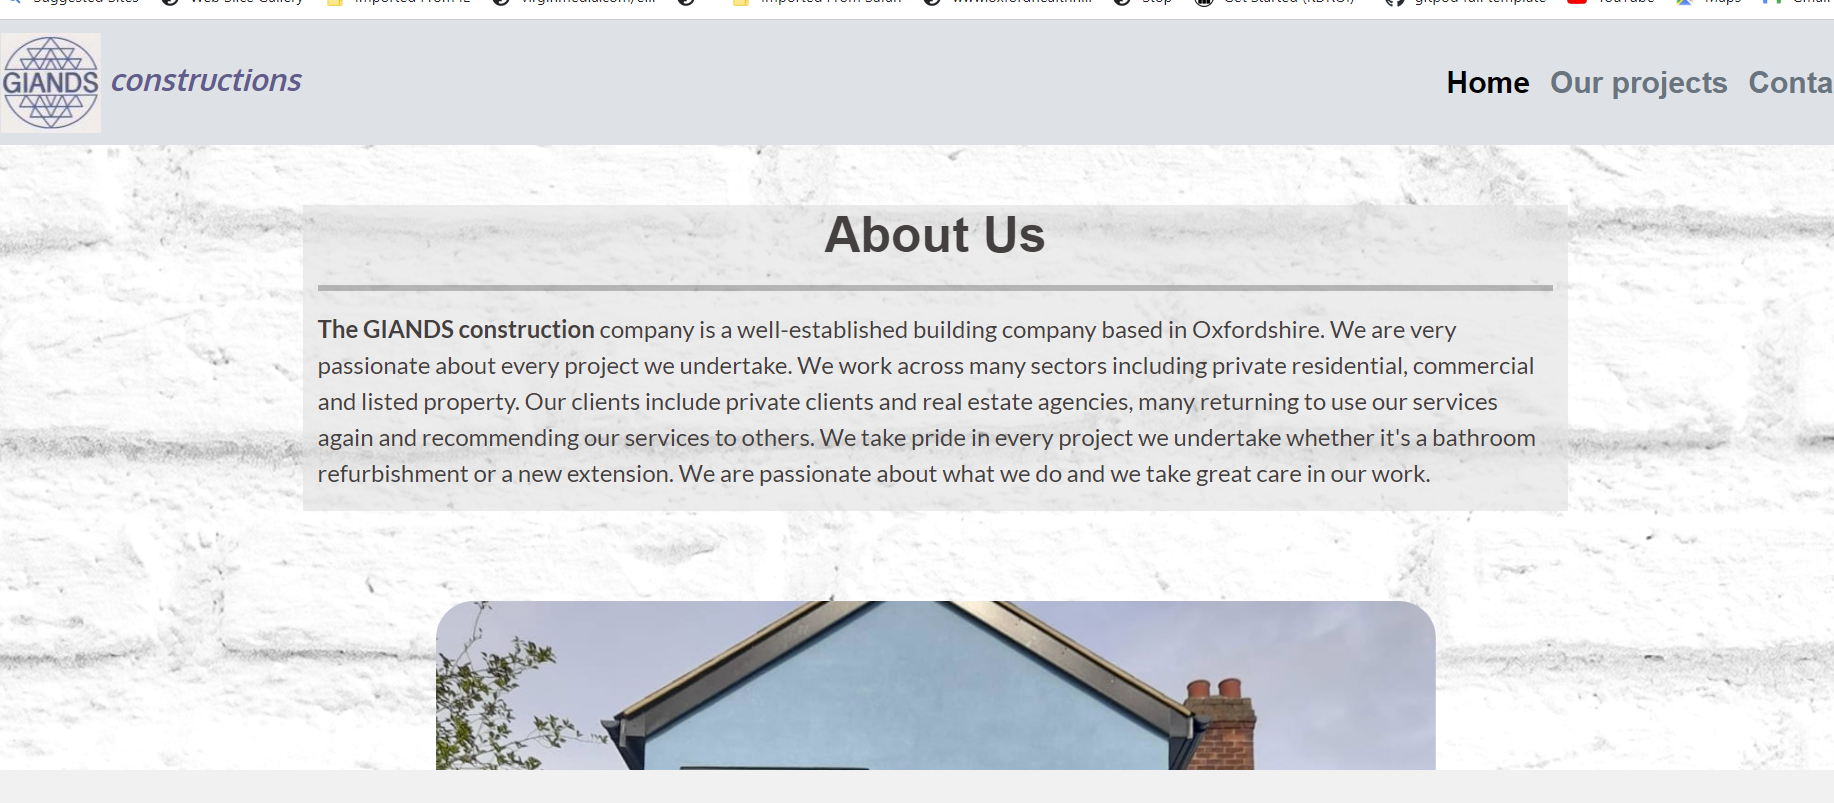 GIANDS constructions Home Our projects Conta
About Us
The GIANDS construction company is a well-established building company based in Oxfordshire. We are very
passionate about every project we undertake. We work across many sectors including private residential, commercial
and listed property. Our clients include private clients and real estate agencies, many returning to use our services
again and recommending our services to others. We take pride in every project we undertake whether it's a bathroom
refurbishment or a new extension. We are passionate about what we do and we take great care in our work.